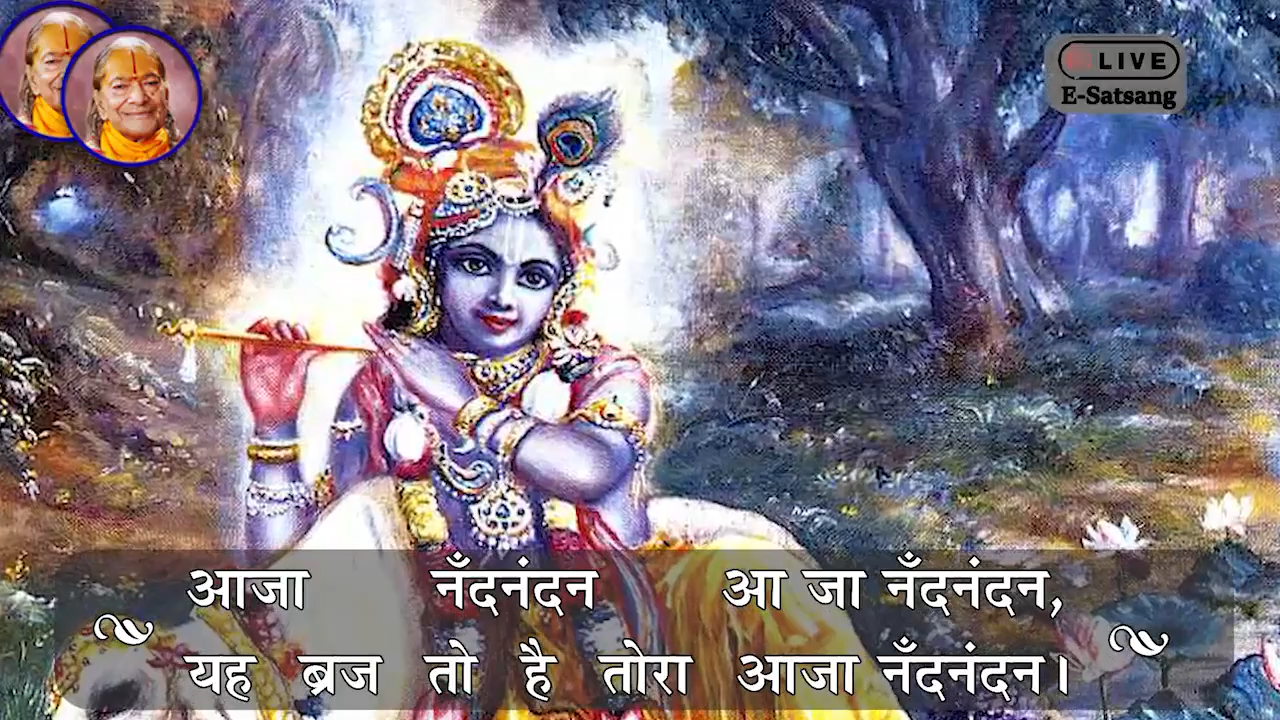 LIVE
E-Satsang
आजा नँदनंदन आ जा नँदनंदन,
यह ब्रज तो है तोरा आजा नँदनंदन।